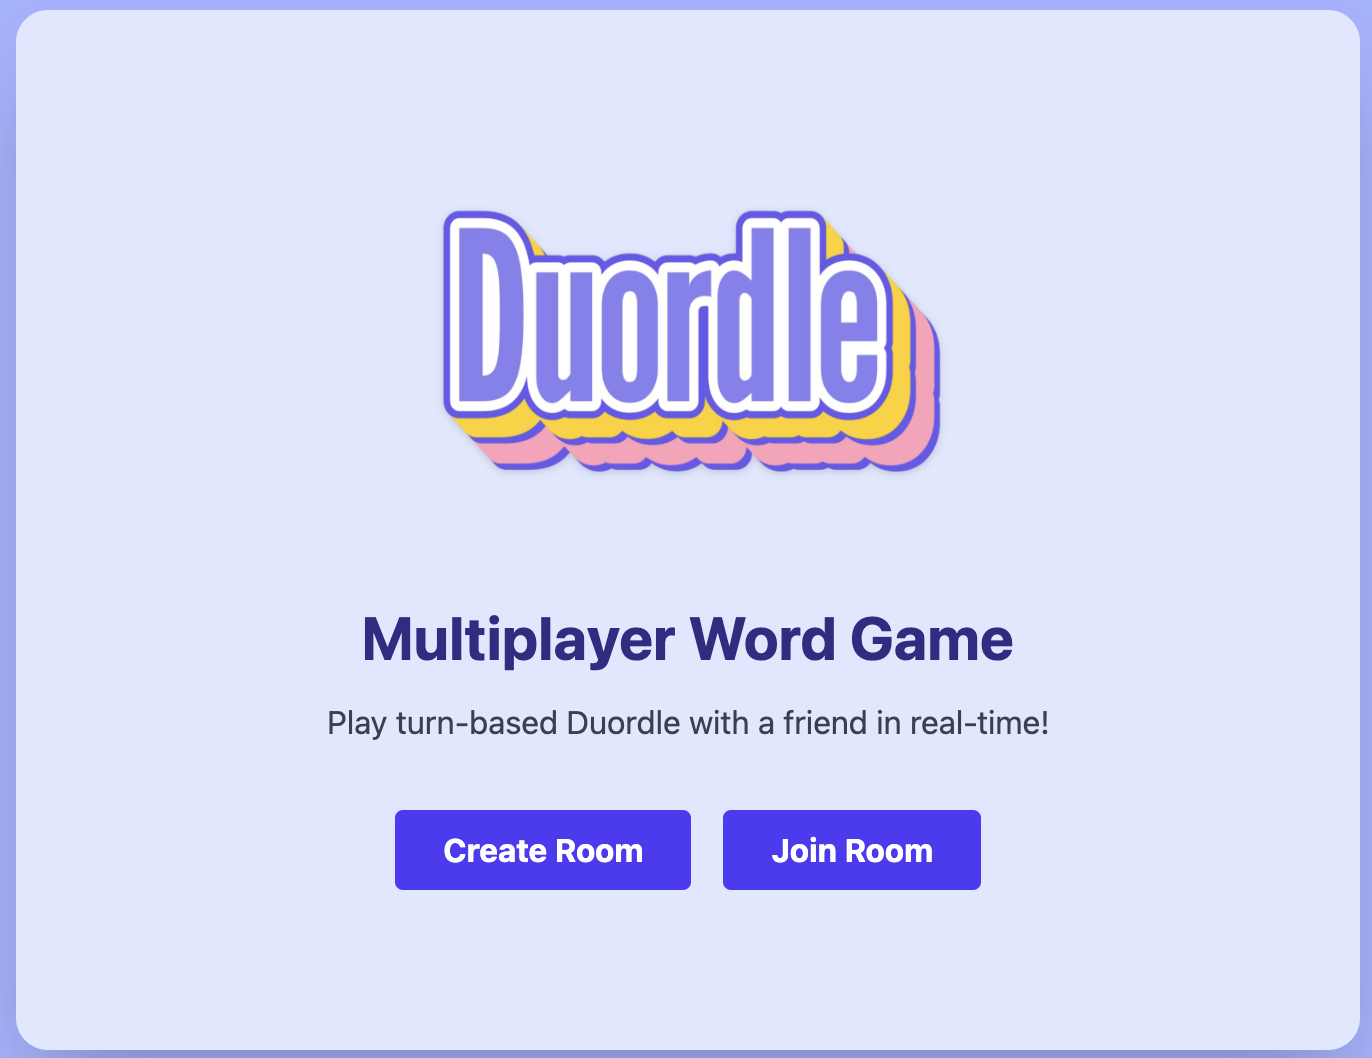 Duordle
Multiplayer Word Game
Play turn-based Duordle with a friend in real-time!
Create Room
Join Room